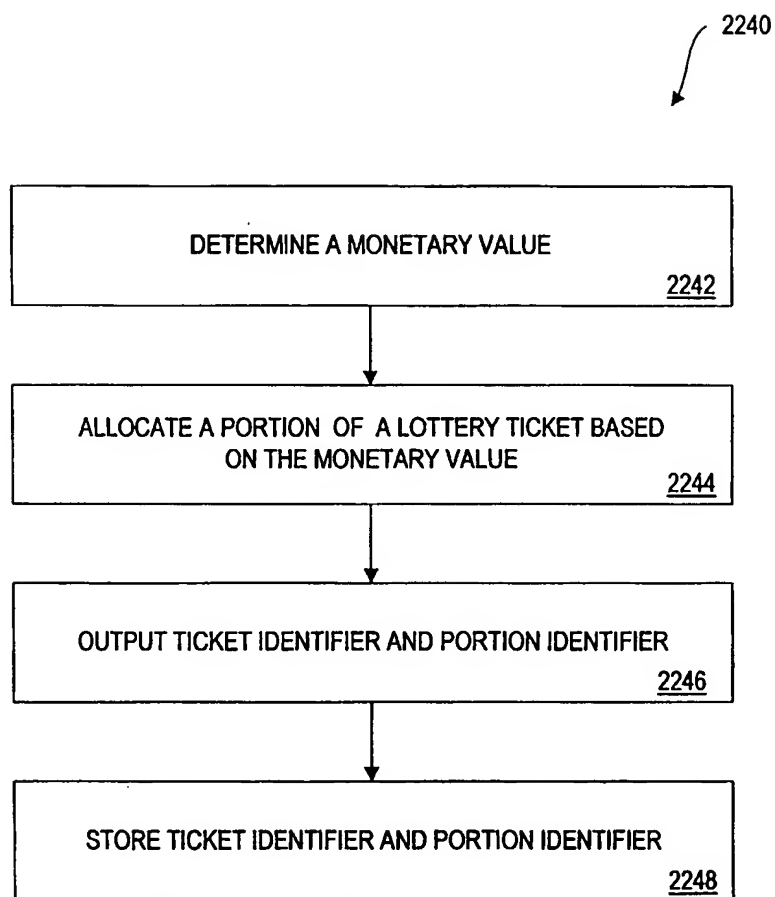 2240
DETERMINE A MONETARY VALUE
2242
ALLOCATE A PORTION OF A LOTTERY TICKET BASED
ON THE MONETARY VALUE
2244
OUTPUT TICKET IDENTIFIER AND PORTION IDENTIFIER
2246
STORE TICKET IDENTIFIER AND PORTION IDENTIFIER
2248